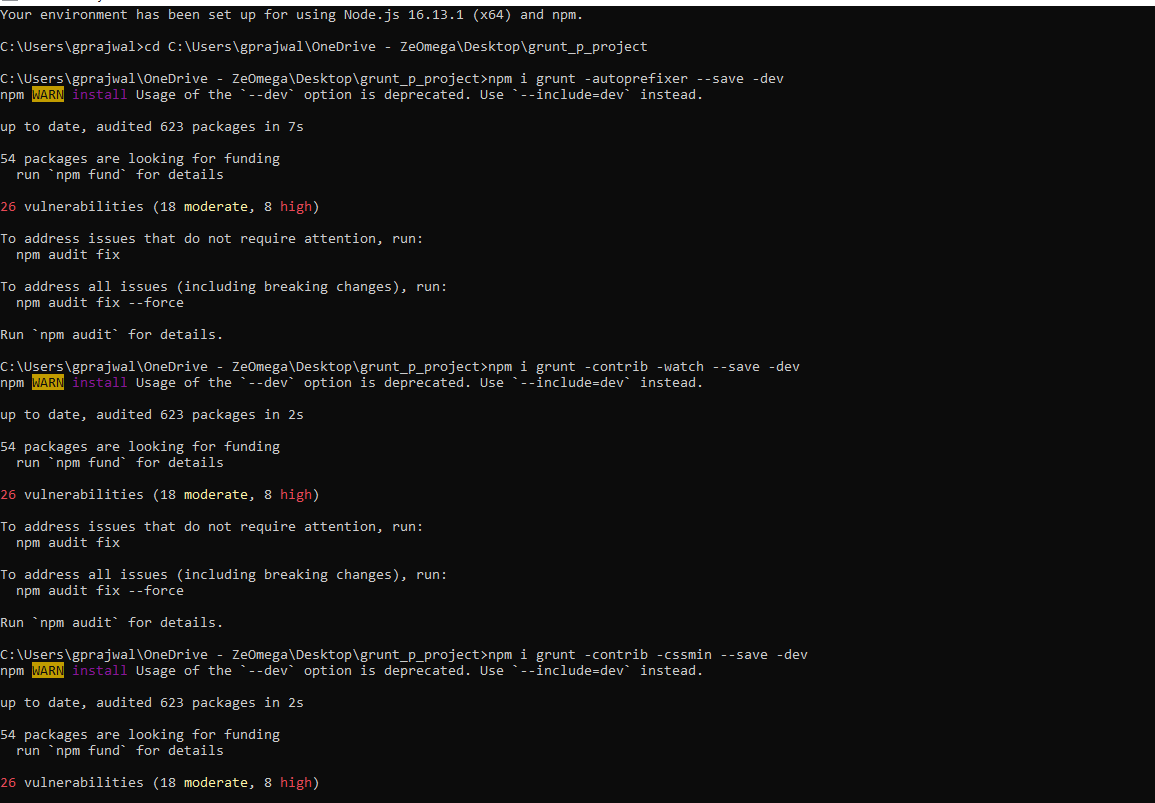 Your environment has been set up for using Node.js 16.13.1 (x64) and npm.
C:\Users\gprajwal>cd C:\Users\gprajwal\OneDrive - ZeOmega\Desktop\grunt_p_project
C:\Users\gprajwal\OneDrive - ZeOmega\Desktop\grunt_p_project>npm i grunt -autoprefixer --save -dev
npm WARN install Usage of the `--dev` option is deprecated. Use `--include=dev` instead.
up to date, audited 623 packages in 7s
54 packages are looking for funding
  run `npm fund` for details
26 vulnerabilities (18 moderate, 8 high)
To address issues that do not require attention, run:
  npm audit fix
To address all issues (including breaking changes), run:
  npm audit fix --force
Run `npm audit` for details.
C:\Users\gprajwal\OneDrive - ZeOmega\Desktop\grunt_p_project>npm i grunt -contrib -watch --save -dev
npm WARN install Usage of the `--dev` option is deprecated. Use `--include=dev` instead.
up to date, audited 623 packages in 2s
54 packages are looking for funding
  run `npm fund` for details
26 vulnerabilities (18 moderate, 8 high)
To address issues that do not require attention, run:
  npm audit fix
To address all issues (including breaking changes), run:
  npm audit fix --force
Run `npm audit` for details.
C:\Users\gprajwal\OneDrive - ZeOmega\Desktop\grunt_p_project>npm i grunt -contrib -cssmin --save -dev
npm WARN install Usage of the `--dev` option is deprecated. Use `--include=dev` instead.
up to date, audited 623 packages in 2s
54 packages are looking for funding
  run `npm fund` for details
26 vulnerabilities (18 moderate, 8 high)